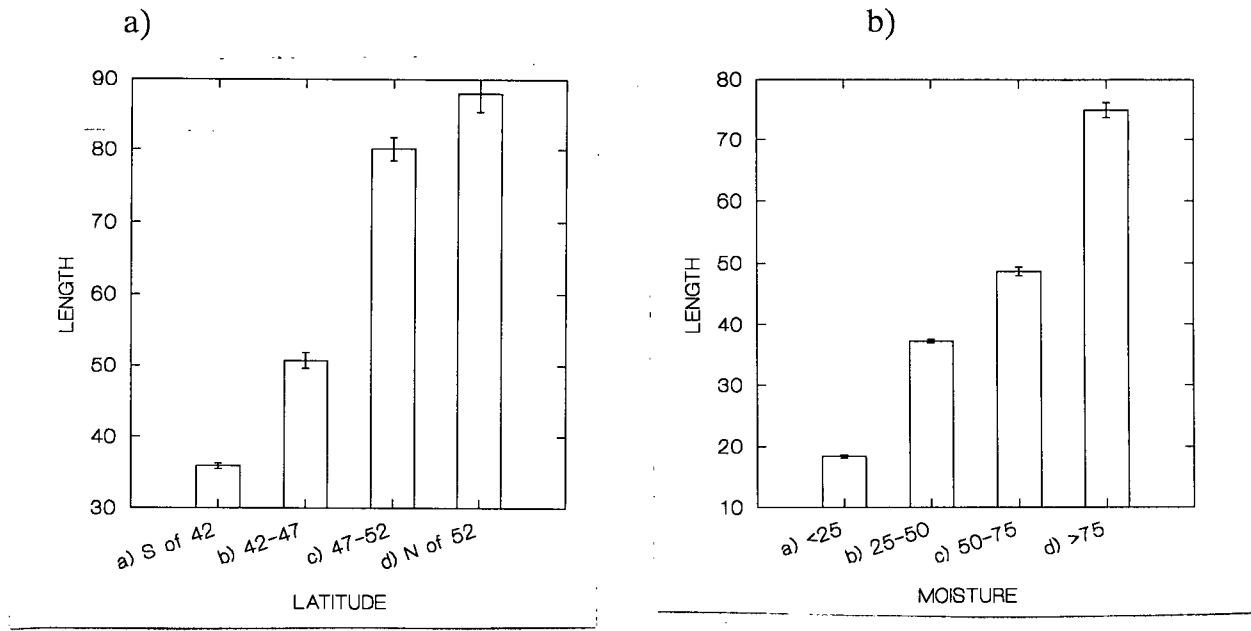 a)
90
80
70
60
50
40
30
LENGTH
a) S of 42
b) 42-47
c) 47-52
d) N of 52
LATITUDE
b)
80
70
60
50
40
30
20
10
LENGTH
a) <25
b) 25-50
c) 50-75
d) >75
MOISTURE